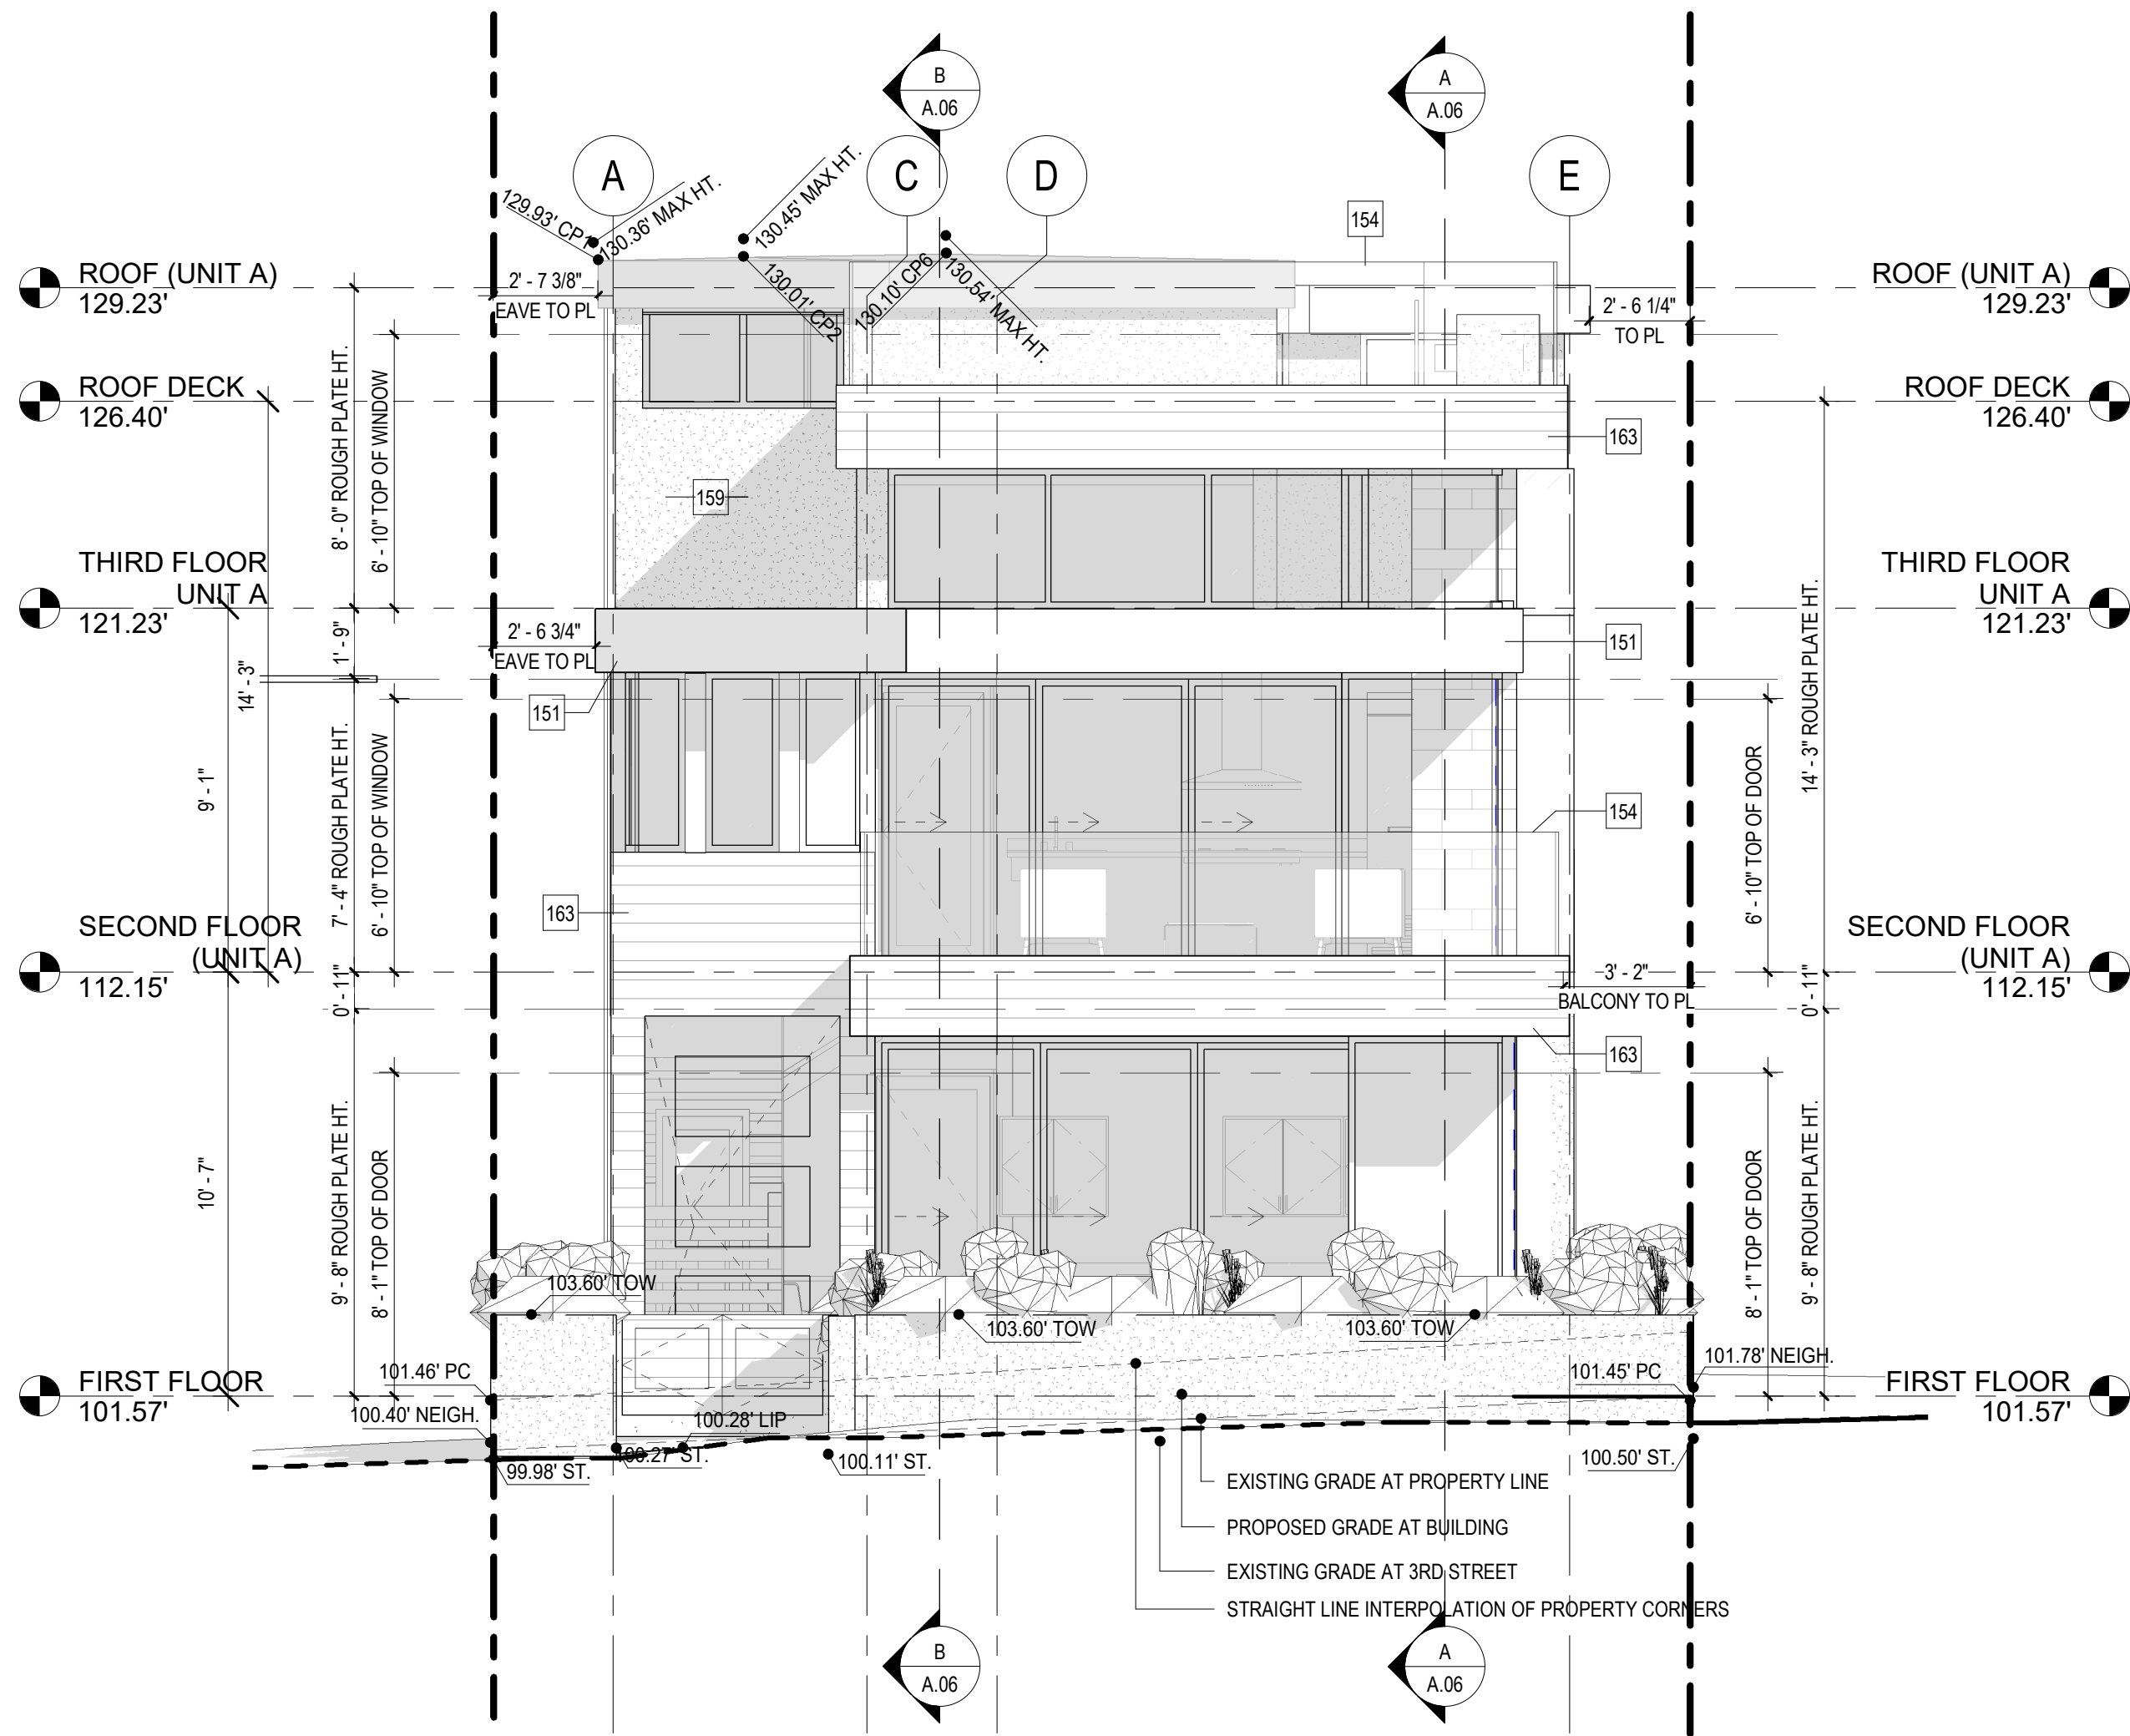 B
A.06
A
A.06
A
C
D
E
129.93' CP1
130.36' MAX HT.
130.45' MAX HT.
130.01' CP2
130.10' CP6
130.54' MAX HT.
154
ROOF (UNIT A)
129.23'
2' - 7 3/8"
EAVE TO PL
2' - 6 1/4"
TO PL
ROOF (UNIT A)
129.23'
ROOF DECK
126.40'
ROOF DECK
126.40'
163
159
8' - 0" ROUGH PLATE HT.
6' - 10" TOP OF WINDOW
THIRD FLOOR
UNIT A
121.23'
THIRD FLOOR
UNIT A
121.23'
2' - 6 3/4"
EAVE TO PL
151
151
1' - 9"
14' - 3"
9' - 1"
7' - 4" ROUGH PLATE HT.
6' - 10" TOP OF WINDOW
14' - 3" ROUGH PLATE HT.
6' - 10" TOP OF DOOR
154
163
SECOND FLOOR
(UNIT A)
112.15'
SECOND FLOOR
(UNIT A)
112.15'
3' - 2"
BALCONY TO PL
0' - 11"
0' - 11"
163
10' - 7"
9' - 8" ROUGH PLATE HT.
8' - 1" TOP OF DOOR
8' - 1" TOP OF DOOR
9' - 8" ROUGH PLATE HT.
103.60' TOW
103.60' TOW
103.60' TOW
101.46' PC
101.45' PC
101.78' NEIGH.
FIRST FLOOR
101.57'
FIRST FLOOR
101.57'
100.40' NEIGH.
100.28' LIP
100.27' ST.
99.98' ST.
100.11' ST.
100.50' ST.
EXISTING GRADE AT PROPERTY LINE
PROPOSED GRADE AT BUILDING
EXISTING GRADE AT 3RD STREET
STRAIGHT LINE INTERPOLATION OF PROPERTY CORNERS
B
A.06
A
A.06